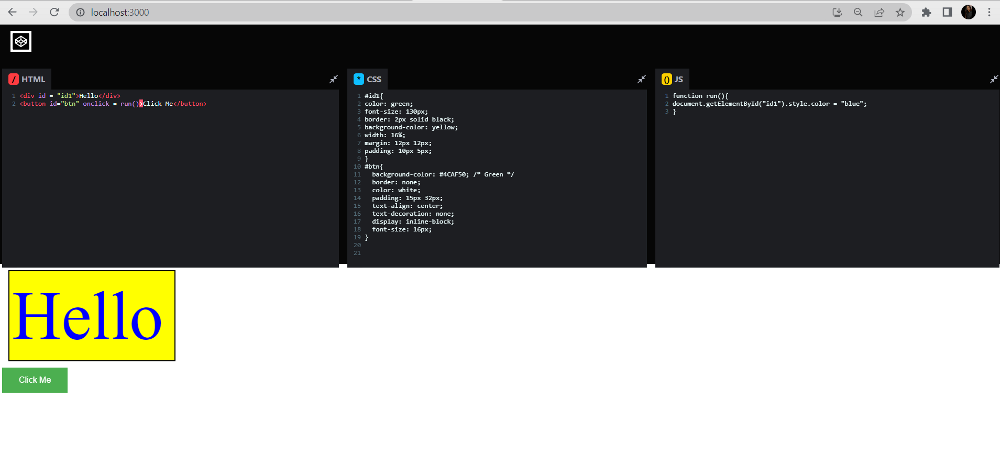 localhost:3000
/ HTML
1 <div id = "id1">Hello</div>
2 <button id="btn" onclick = run()>Click Me</button>
* CSS
1 #id1{
2 color: green;
3 font-size: 130px;
4 border: 2px solid black;
5 background-color: yellow;
6 width: 16%;
7 margin: 12px 12px;
8 padding: 10px 5px;
9 }
10 #btn{
11 background-color: #4CAF50; /* Green */
12 border: none;
13 color: white;
14 padding: 15px 32px;
15 text-align: center;
16 text-decoration: none;
17 display: inline-block;
18 font-size: 16px;
19 }
20
21
() JS
1 function run(){
2 document.getElementById("id1").style.color = "blue";
3 }
Hello
Click Me